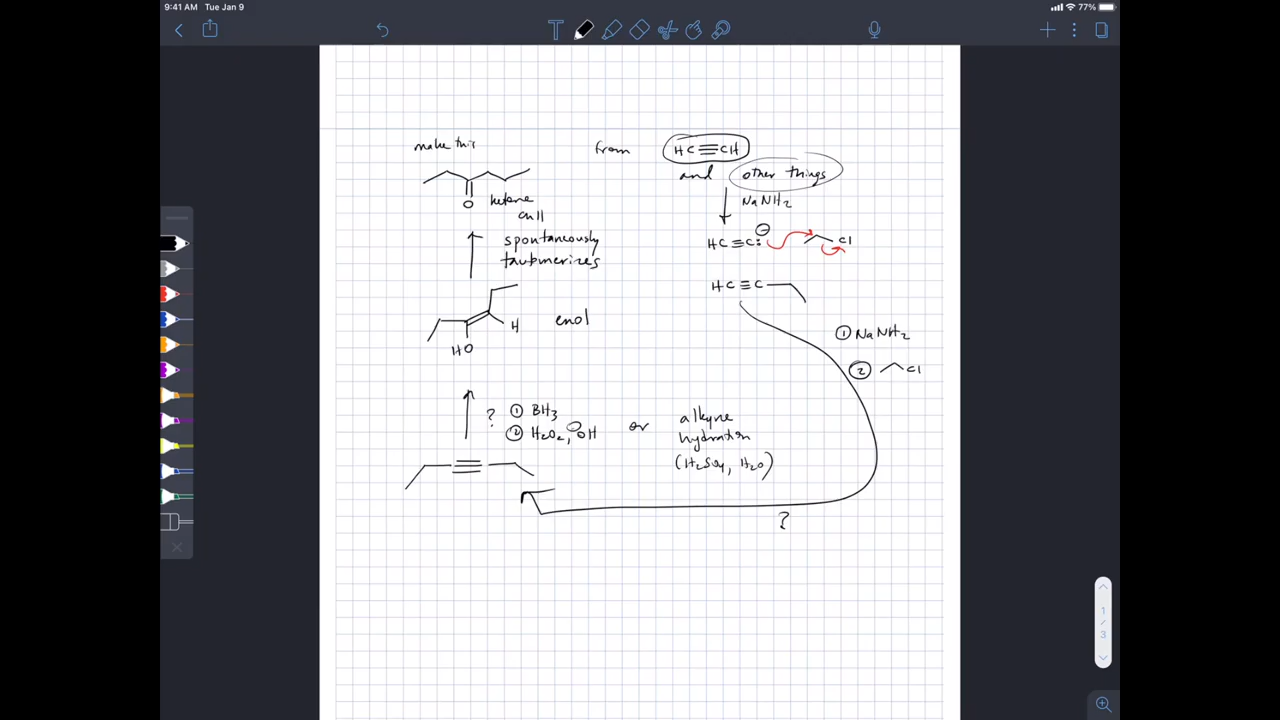 9:41 AM Tue Jan 9
77%
T
make this
from
HC≡CH
and other things
O
ketone
NaNH2
HC≡C:⊖
Cl
spontaneously
tautomerizes
HC≡C
H
enol
HO
① NaNH2
② Cl
?
① BH3
② H2O2, ⊖OH
or
alkyne
hydration
(H2SO4, H2O)
?
1
/
3